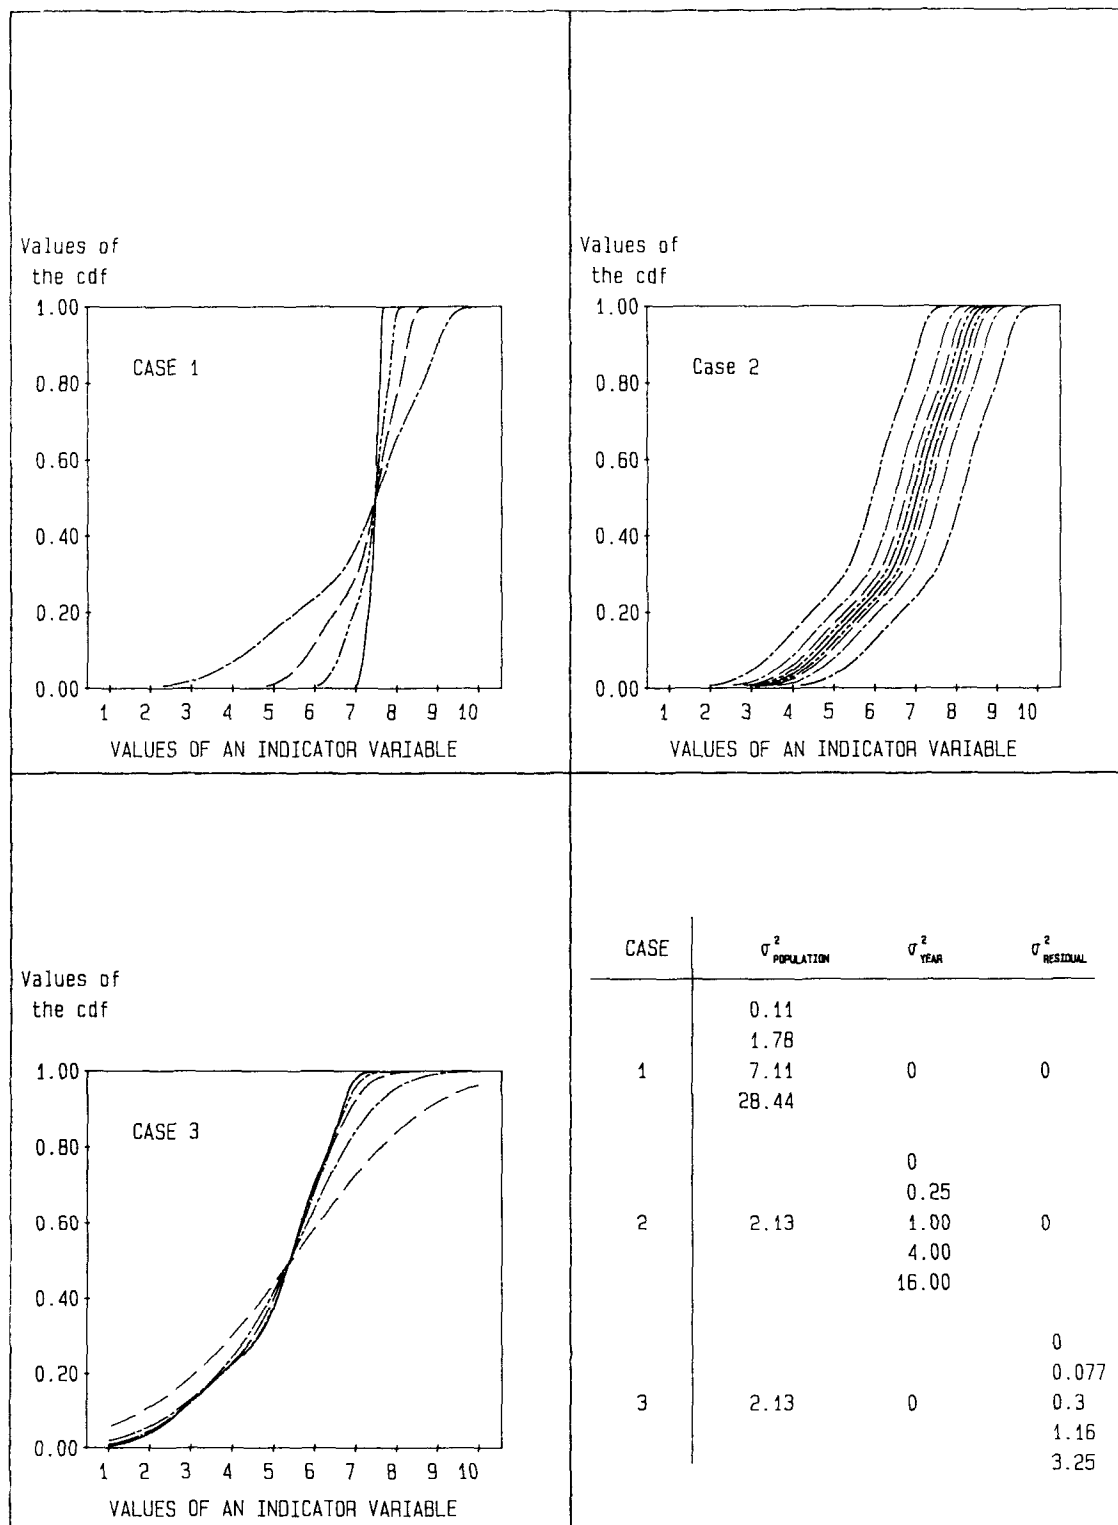 Values of
the cdf
1.00
0.80
0.60
0.40
0.20
0.00
CASE 1
1 2 3 4 5 6 7 8 9 10
VALUES OF AN INDICATOR VARIABLE
Values of
the cdf
1.00
0.80
0.60
0.40
0.20
0.00
Case 2
1 2 3 4 5 6 7 8 9 10
VALUES OF AN INDICATOR VARIABLE
Values of
the cdf
1.00
0.80
0.60
0.40
0.20
0.00
CASE 3
1 2 3 4 5 6 7 8 9 10
VALUES OF AN INDICATOR VARIABLE
CASE σ² POPULATION σ² YEAR σ² RESIDUAL
0.11
1.78
1 7.11 0 0
28.44
0
0.25
2 2.13 1.00 0
4.00
16.00
0
0.077
3 2.13 0 0.3
1.16
3.25